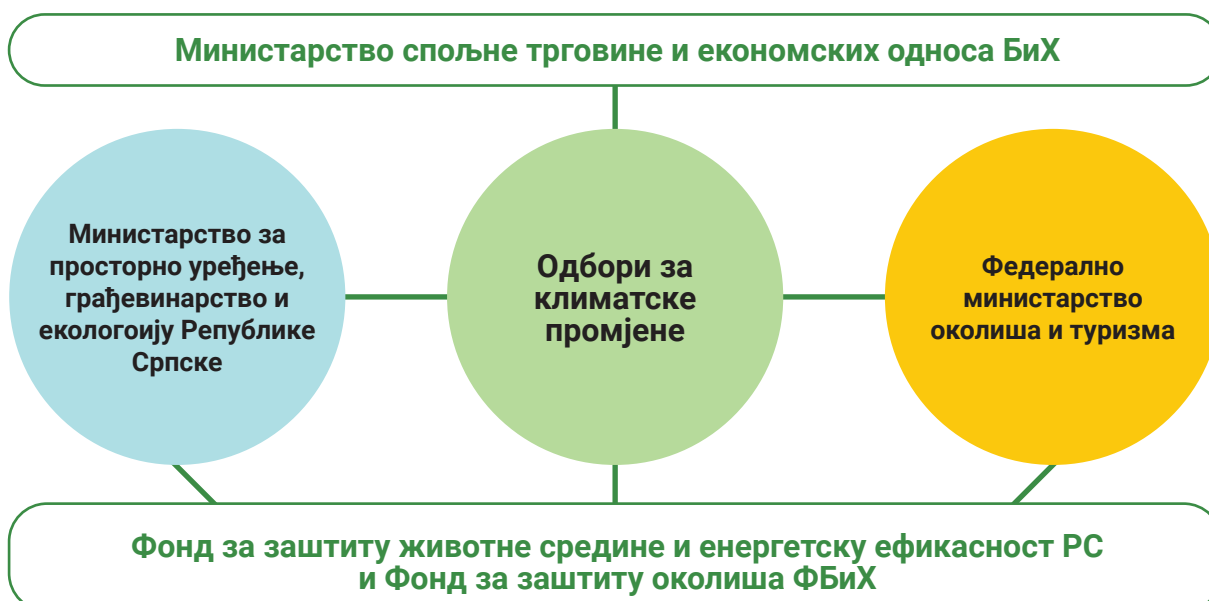 Министарство спољне трговине и економских односа БиХ
Министарство за
просторно уређење,
грађевинарство и
екологоију Републике
Српске
Одбори за
климатске
промјене
Федерално
министарство
околиша и туризма
Фонд за заштиту животне средине и енергетску ефикасност РС
и Фонд за заштиту околиша ФБиХ